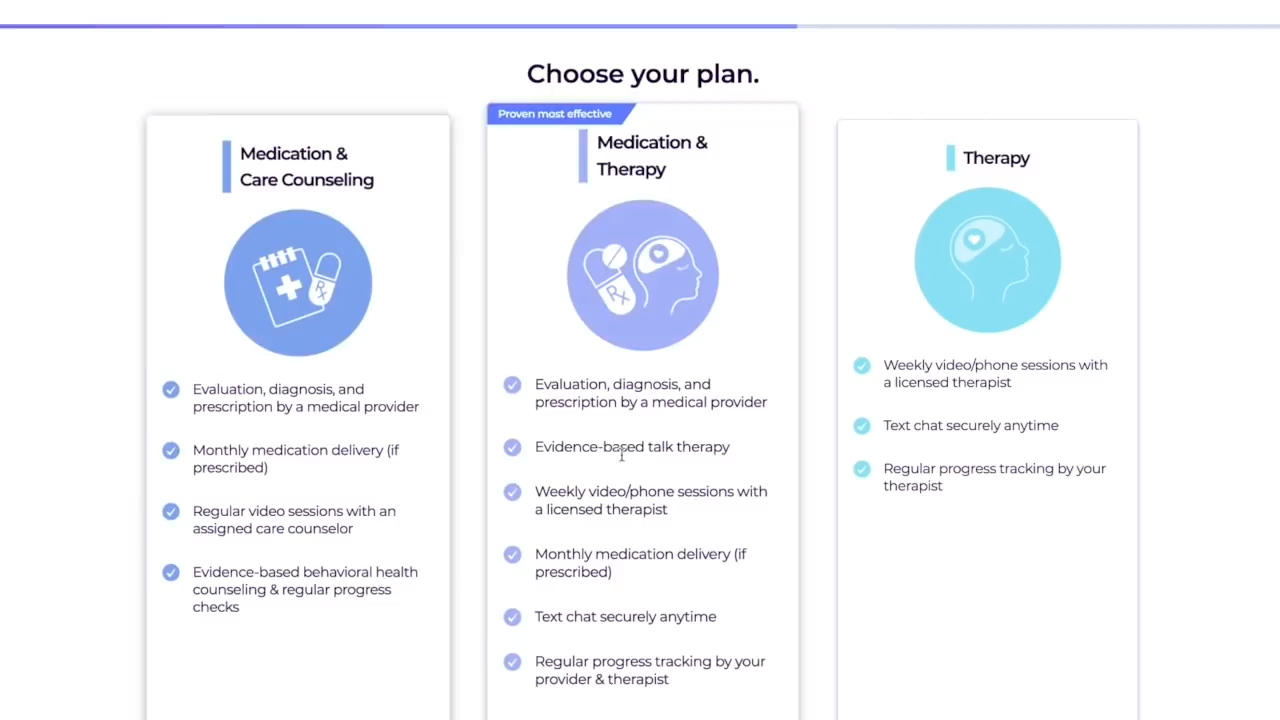 Choose your plan.
Medication &
Care Counseling
Rx
Evaluation, diagnosis, and
prescription by a medical provider
Monthly medication delivery (if
prescribed)
Regular video sessions with an
assigned care counselor
Evidence-based behavioral health
counseling & regular progress
checks
Proven most effective
Medication &
Therapy
Rx
Evaluation, diagnosis, and
prescription by a medical provider
Evidence-based talk therapy
Weekly video/phone sessions with
a licensed therapist
Monthly medication delivery (if
prescribed)
Text chat securely anytime
Regular progress tracking by your
provider & therapist
Therapy
Weekly video/phone sessions with
a licensed therapist
Text chat securely anytime
Regular progress tracking by your
therapist